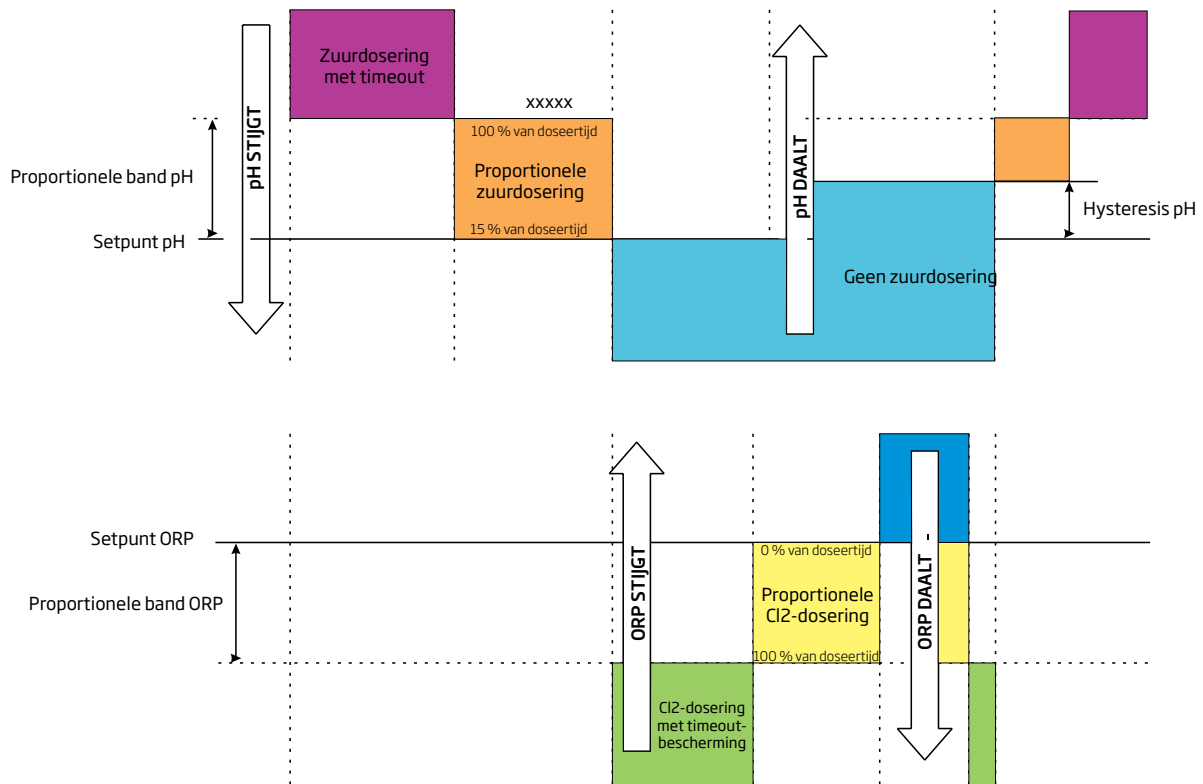 Zuurdosering
met timeout
xxxxx
100 % van doseertijd
pH STIJGT
Proportionele band pH
Proportionele
zuurdosering
pH DAALT
Hysteresis pH
15 % van doseertijd
Setpunt pH
Geen zuurdosering
Setpunt ORP
0 % van doseertijd
ORP STIJGT
Proportionele band ORP
Proportionele
Cl2-dosering
ORP DAALT -
100 % van doseertijd
Cl2-dosering
met timeout-
bescherming